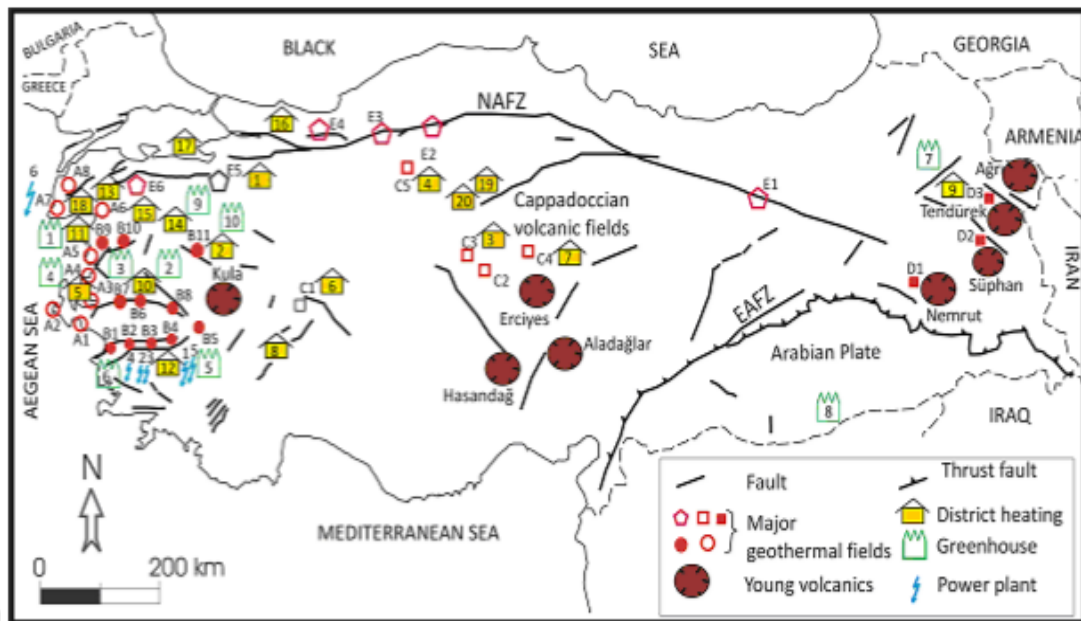 BULGARIA
GREECE
BLACK
SEA
GEORGIA
ARMENIA
IRAN
IRAQ
AEGEAN SEA
MEDITERRANEAN SEA
NAFZ
EAFZ
Arabian Plate
Cappadoccian
volcanic fields
Kula
Erciyes
Hasandağ
Aladağlar
Nemrut
Süphan
Tendürek
Ağrı
16
17
E4
E3
E2
E1
E5
E6
6
A8
A7
13
18
A6
15
14
9
10
1
1
11
B9
B10
B11
2
A5
A4
4
3
2
5
A3
10
B7
B6
B8
A2
A1
B1
B2
B3
B4
B5
4
23
12
15
5
C1
6
8
C5
4
19
20
C3
3
C2
C4
7
7
9
D3
D2
D1
8
N
0
200 km
Fault
Thrust fault
Major
geothermal fields
District heating
Greenhouse
Young volcanics
Power plant